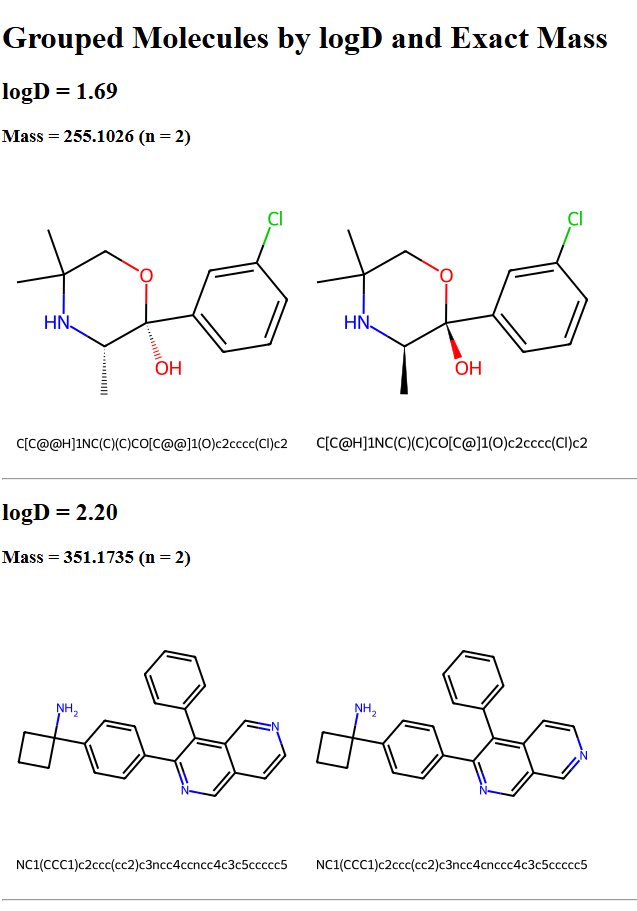 Grouped Molecules by logD and Exact Mass
logD = 1.69
Mass = 255.1026 (n = 2)
Cl Cl
O O
HN HN
OH OH
C[C@@H]1NC(C)(C)CO[C@@]1(O)c2cccc(Cl)c2 C[C@H]1NC(C)(C)CO[C@]1(O)c2cccc(Cl)c2
logD = 2.20
Mass = 351.1735 (n = 2)
NH2 NH2
N N
N N
NC1(CCC1)c2ccc(cc2)c3ncc4ccncc4c3c5ccccc5 NC1(CCC1)c2ccc(cc2)c3ncc4cnccc4c3c5ccccc5